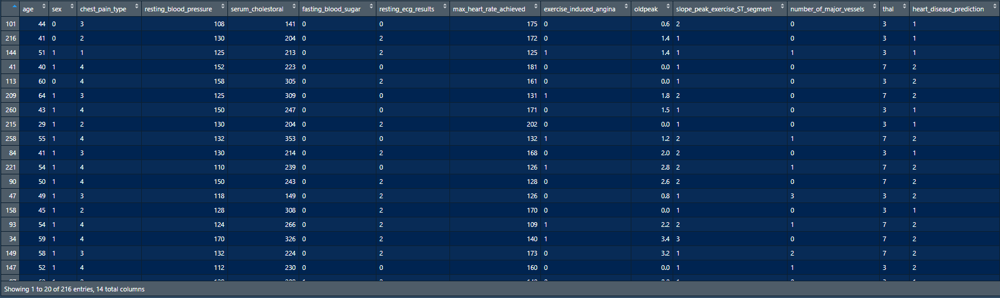 age sex chest_pain_type resting_blood_pressure serum_cholestoral fasting_blood_sugar resting_ecg_results max_heart_rate_achieved exercise_induced_angina oldpeak slope_peak_exercise_ST_segment number_of_major_vessels thal heart_disease_prediction
101 44 0 3 108 141 0 0 175 0 0.6 2 0 3 1
216 41 0 2 130 204 0 2 172 0 1.4 1 0 3 1
144 51 1 1 125 213 0 2 125 1 1.4 1 1 3 1
41 40 1 4 152 223 0 0 181 0 0.0 1 0 7 2
113 60 0 4 158 305 0 2 161 0 0.0 1 0 3 2
209 64 1 3 125 309 0 0 131 1 1.8 2 0 7 2
260 43 1 4 150 247 0 0 171 0 1.5 1 0 3 1
215 29 1 2 130 204 0 2 202 0 0.0 1 0 3 1
258 55 1 4 132 353 0 0 132 1 1.2 2 1 7 2
84 41 1 3 130 214 0 2 168 0 2.0 2 0 3 1
221 54 1 4 110 239 0 0 126 1 2.8 2 1 7 2
90 50 1 4 150 243 0 2 128 0 2.6 2 0 7 2
47 49 1 3 118 149 0 2 126 0 0.8 1 3 3 2
158 45 1 2 128 308 0 2 170 0 0.0 1 0 3 1
93 54 1 4 124 266 0 2 109 1 2.2 2 1 7 2
34 59 1 4 170 326 0 2 140 1 3.4 3 0 7 2
149 58 1 3 132 224 0 2 173 0 3.2 1 2 7 2
147 52 1 4 112 230 0 0 160 0 0.0 1 1 3 2
Showing 1 to 20 of 216 entries, 14 total columns